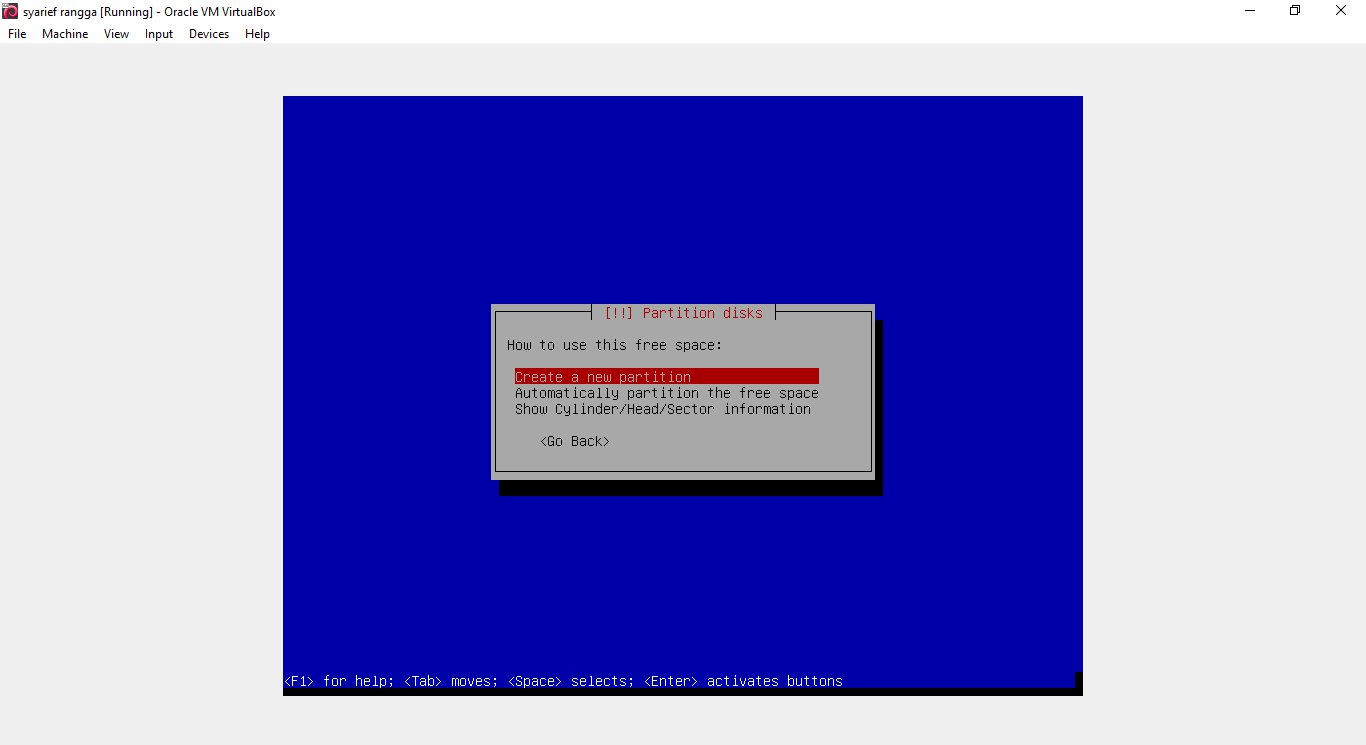 syarief rangga [Running] - Oracle VM VirtualBox
File Machine View Input Devices Help
[!!] Partition disks
How to use this free space:
Create a new partition
Automatically partition the free space
Show Cylinder/Head/Sector information
<Go Back>
<F1> for help; <Tab> moves; <Space> selects; <Enter> activates buttons